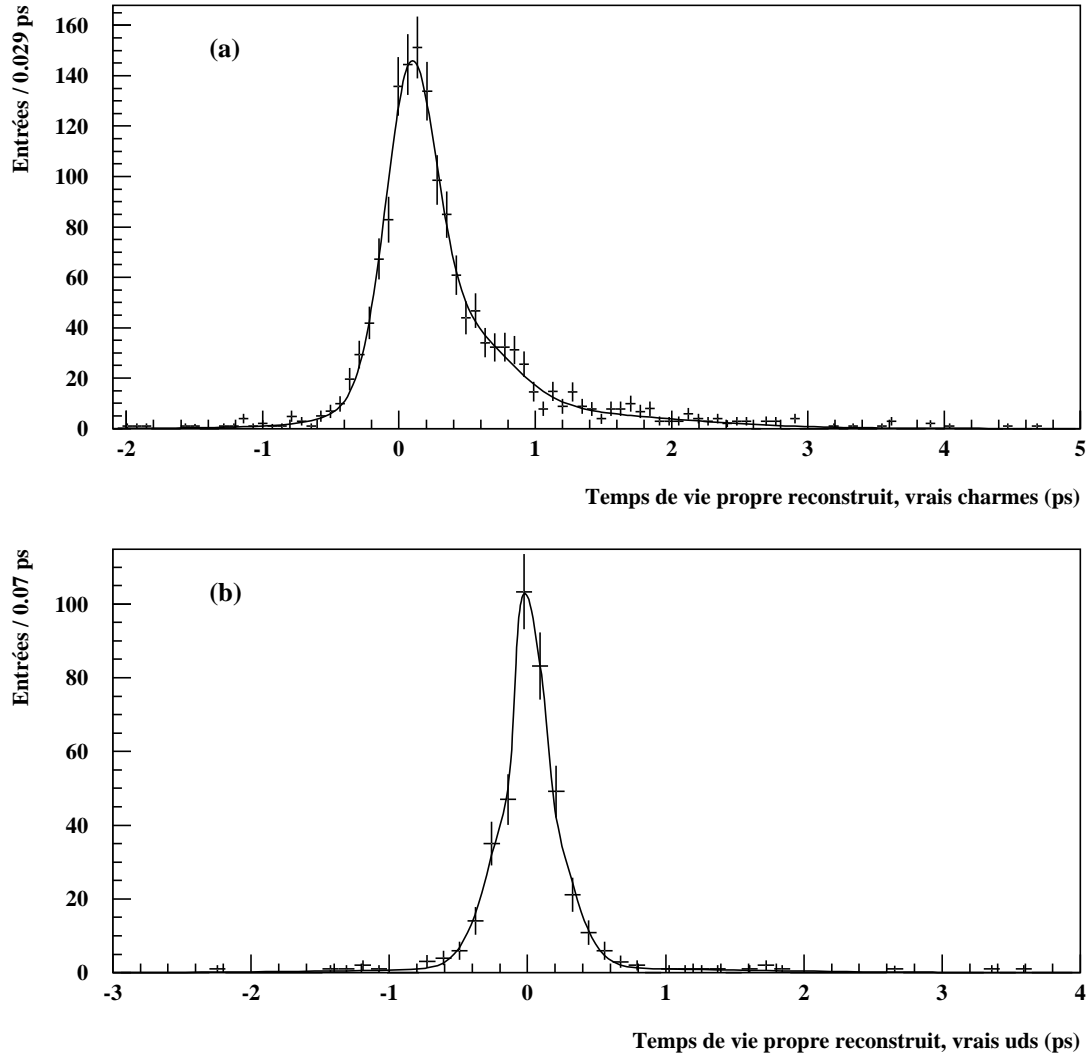 Entrées / 0.029 ps
(a)
160
140
120
100
80
60
40
20
0
-2 -1 0 1 2 3 4 5
Temps de vie propre reconstruit, vrais charmes (ps)
Entrées / 0.07 ps
(b)
100
80
60
40
20
0
-3 -2 -1 0 1 2 3 4
Temps de vie propre reconstruit, vrais uds (ps)